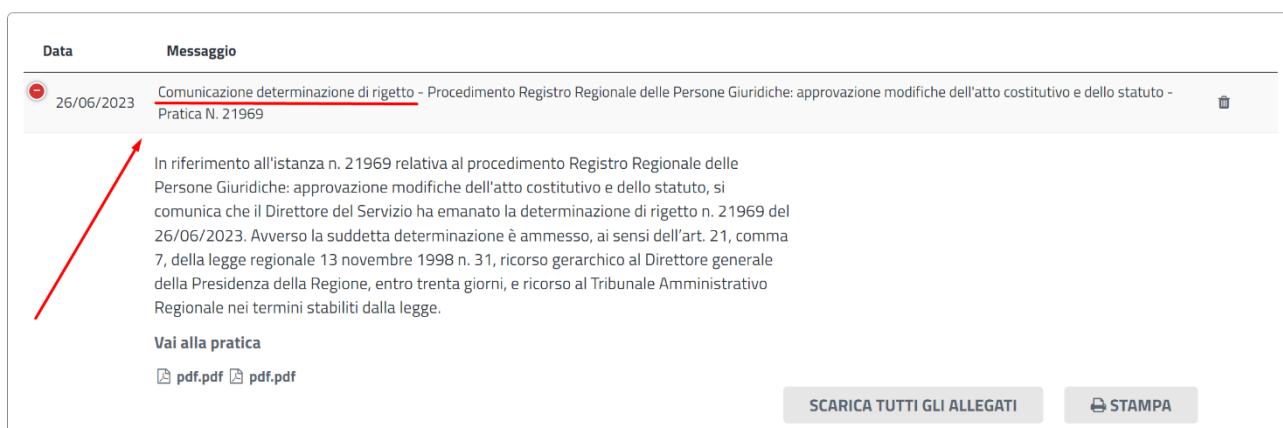 Data Messaggio
26/06/2023 Comunicazione determinazione di rigetto - Procedimento Registro Regionale delle Persone Giuridiche: approvazione modifiche dell'atto costitutivo e dello statuto -
Pratica N. 21969
In riferimento all'istanza n. 21969 relativa al procedimento Registro Regionale delle
Persone Giuridiche: approvazione modifiche dell'atto costitutivo e dello statuto, si
comunica che il Direttore del Servizio ha emanato la determinazione di rigetto n. 21969 del
26/06/2023. Avverso la suddetta determinazione è ammesso, ai sensi dell'art. 21, comma
7, della legge regionale 13 novembre 1998 n. 31, ricorso gerarchico al Direttore generale
della Presidenza della Regione, entro trenta giorni, e ricorso al Tribunale Amministrativo
Regionale nei termini stabiliti dalla legge.
Vai alla pratica
pdf.pdf pdf.pdf
SCARICA TUTTI GLI ALLEGATI STAMPA